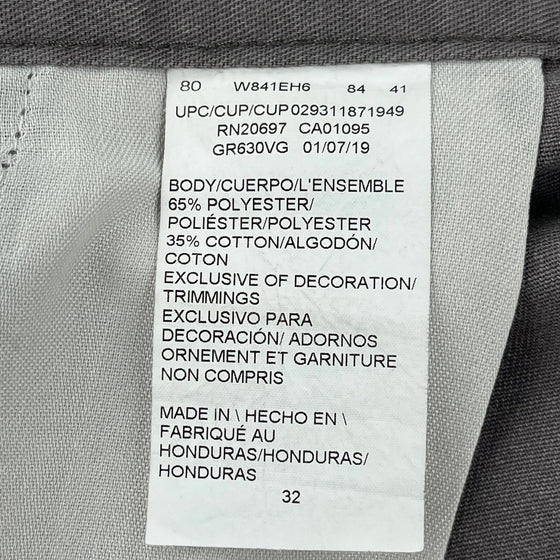 80 W841EH6 84 41
UPC/CUP/CUP029311871949
RN20697 CA01095
GR630VG 01/07/19
BODY/CUERPO/L'ENSEMBLE
65% POLYESTER/
POLIÉSTER/POLYESTER
35% COTTON/ALGODÓN/
COTON
EXCLUSIVE OF DECORATION/
TRIMMINGS
EXCLUSIVO PARA
DECORACIÓN/ ADORNOS
ORNEMENT ET GARNITURE
NON COMPRIS
MADE IN \ HECHO EN \
FABRIQUÉ AU
HONDURAS/HONDURAS/
HONDURAS
32